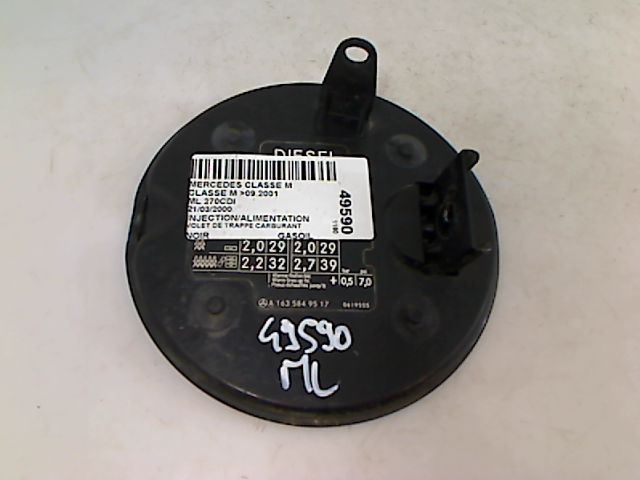 DIESEL
MERCEDES CLASSE M
CLASSE M >09.2001
ML 270CDI
21/03/2000
INJECTION/ALIMENTATION
VOLET DE TRAPPE CARBURANT
NOIR GASOIL
49590
2,0 29 2,0 29
2,2 32 2,7 39
+ 0,5 7,0
A 163 584 95 17
49590
ML